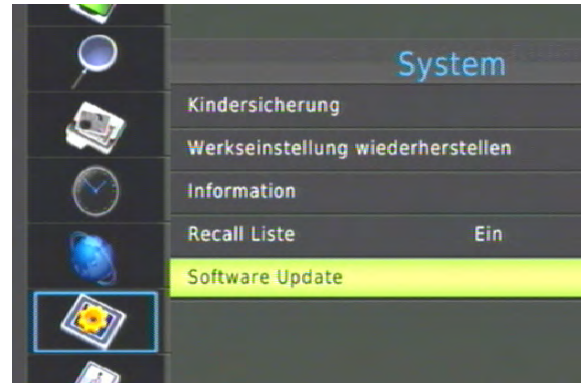 System
Kindersicherung
Werkseinstellung wiederherstellen
Information
Recall Liste Ein
Software Update